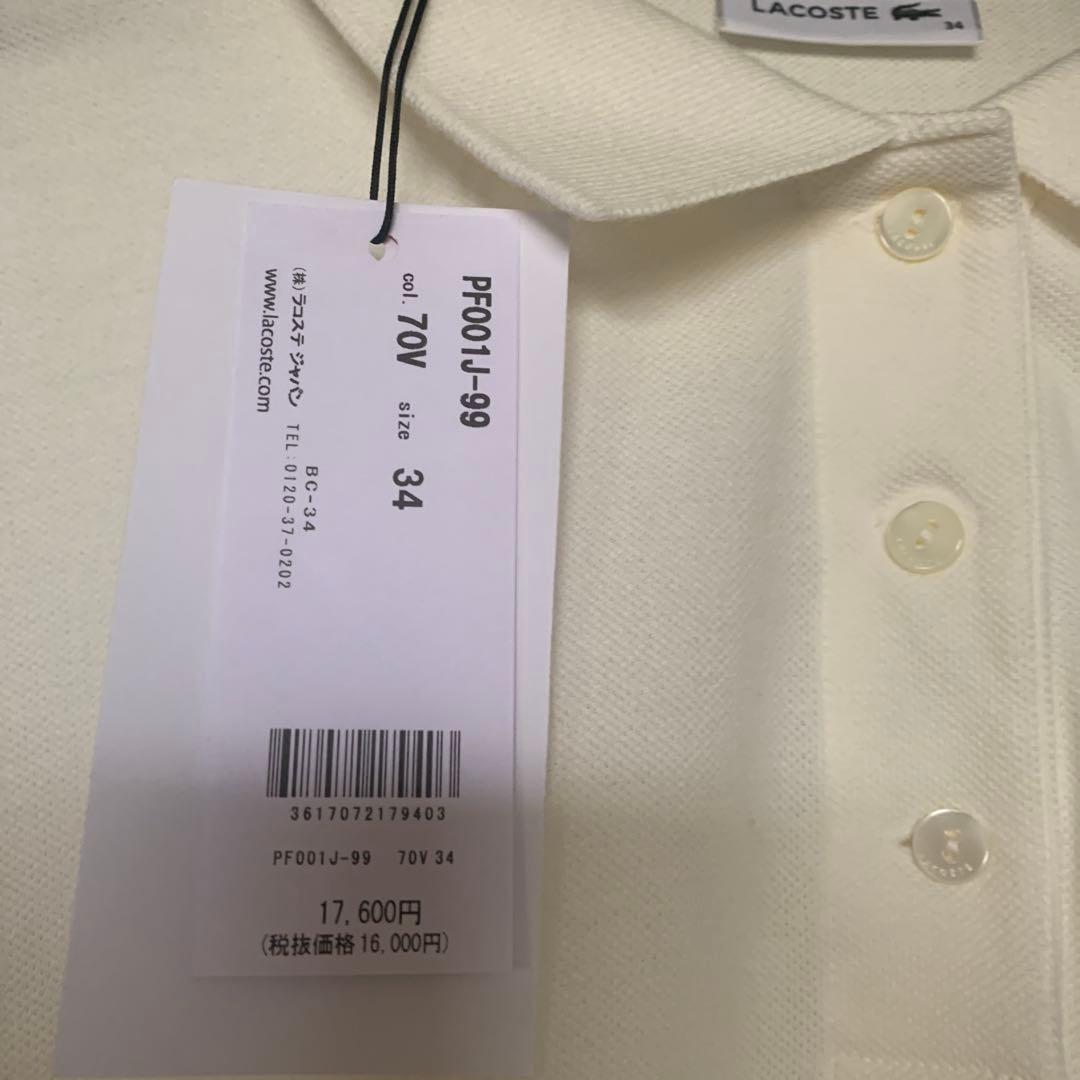 LACOSTE
34
PF001J-99
col. 70V size 34
BC-34
(株) ラコステ ジャパン TEL:0120-37-0202
www.lacoste.com
3617072179403
PF001J-99 70V 34
17,600円
(税抜価格16,000円)